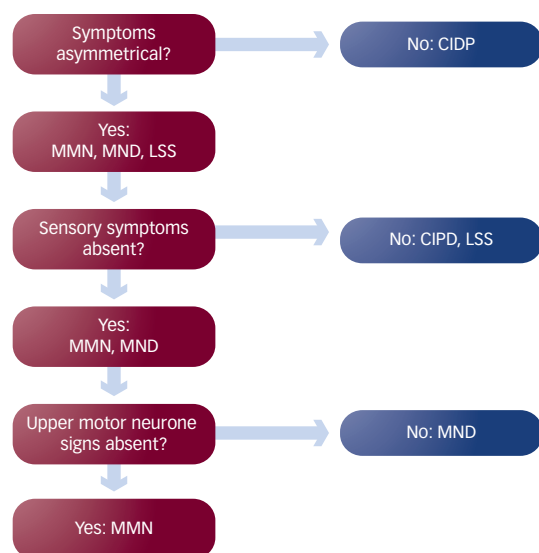 Symptoms
asymmetrical?
No: CIDP
Yes:
MMN, MND, LSS
Sensory symptoms
absent?
No: CIPD, LSS
Yes:
MMN, MND
Upper motor neurone
signs absent?
No: MND
Yes: MMN